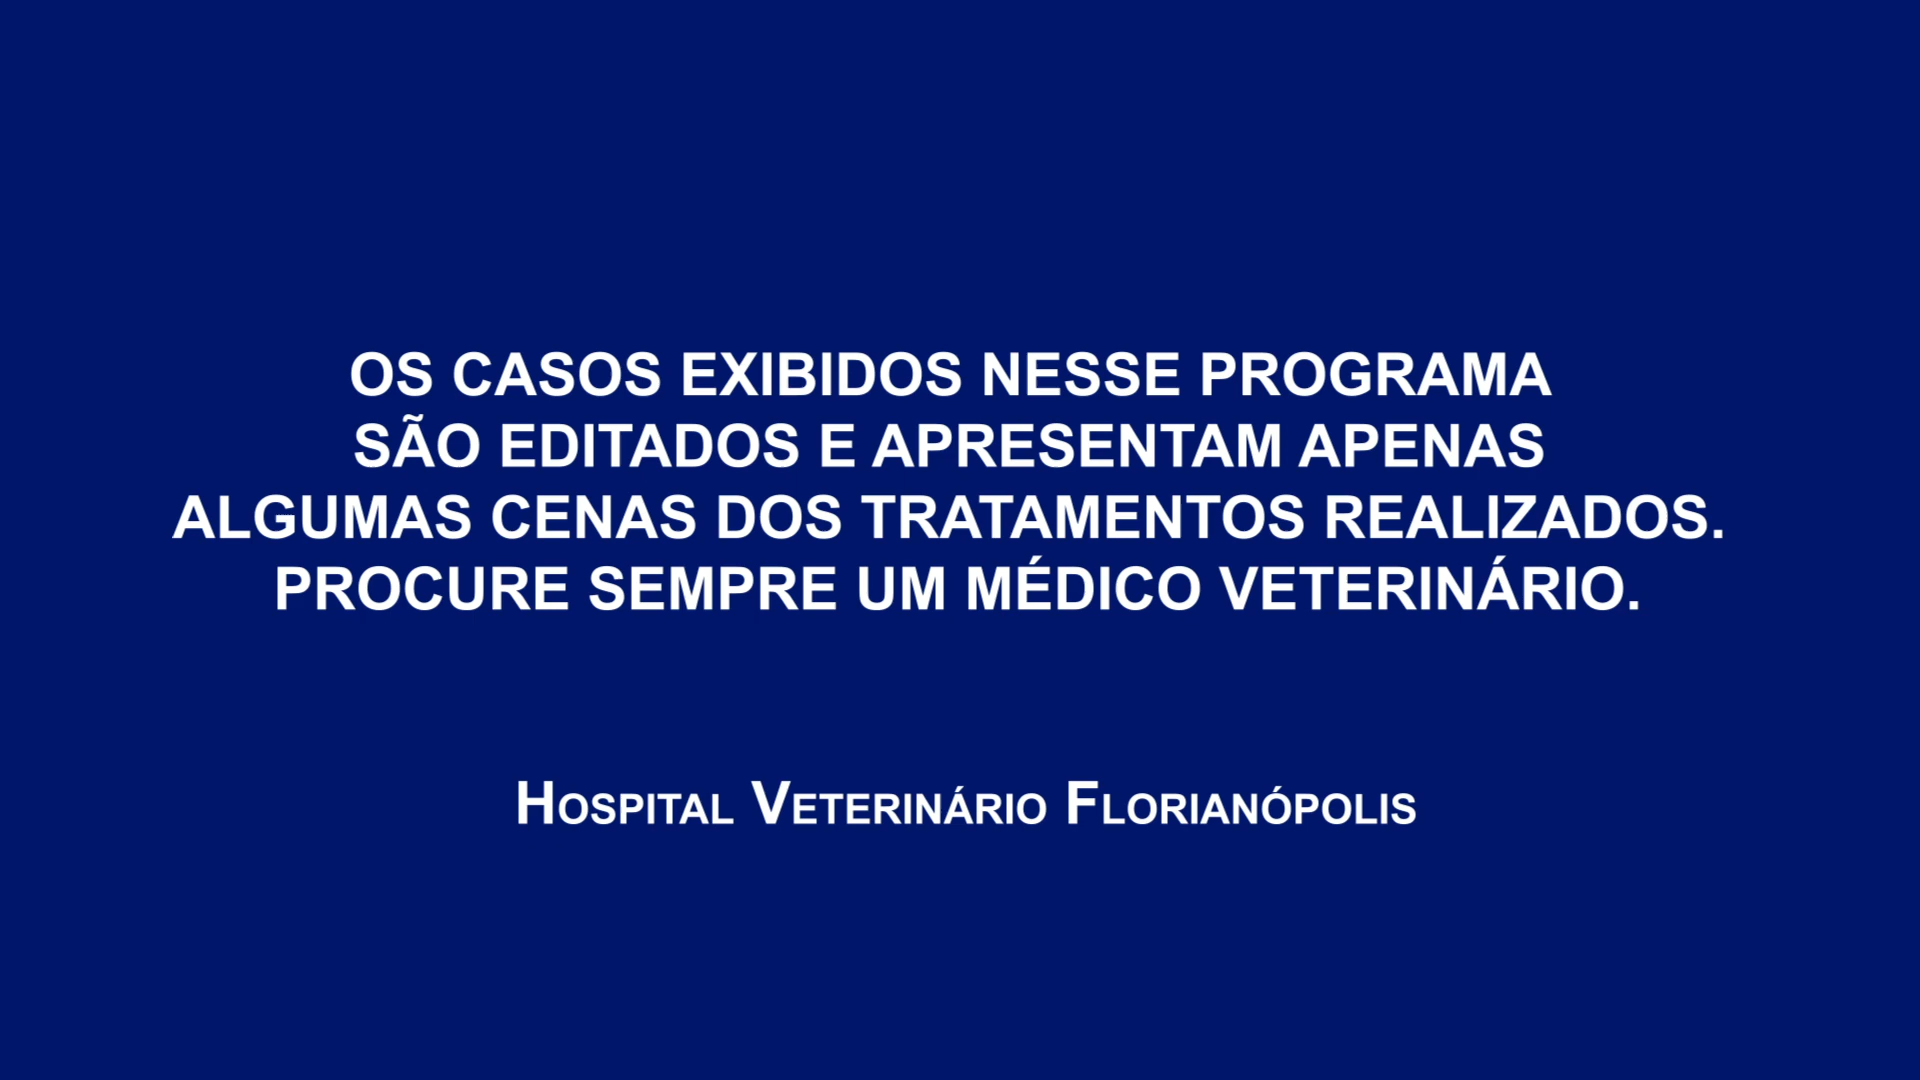 OS CASOS EXIBIDOS NESSE PROGRAMA
SÃO EDITADOS E APRESENTAM APENAS
ALGUMAS CENAS DOS TRATAMENTOS REALIZADOS.
PROCURE SEMPRE UM MÉDICO VETERINÁRIO.
HOSPITAL VETERINÁRIO FLORIANÓPOLIS